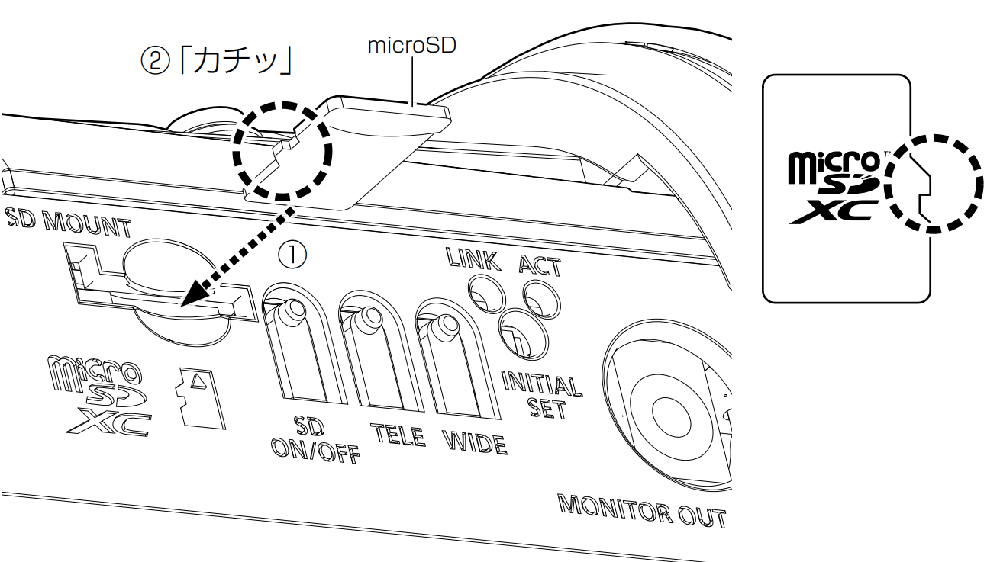 ②「カチッ」
microSD
micro
SD
XC
TM
SD MOUNT
①
LINK
ACT
INITIAL
SET
micro
SD
XC
SD
ON/OFF
TELE
WIDE
MONITOR OUT